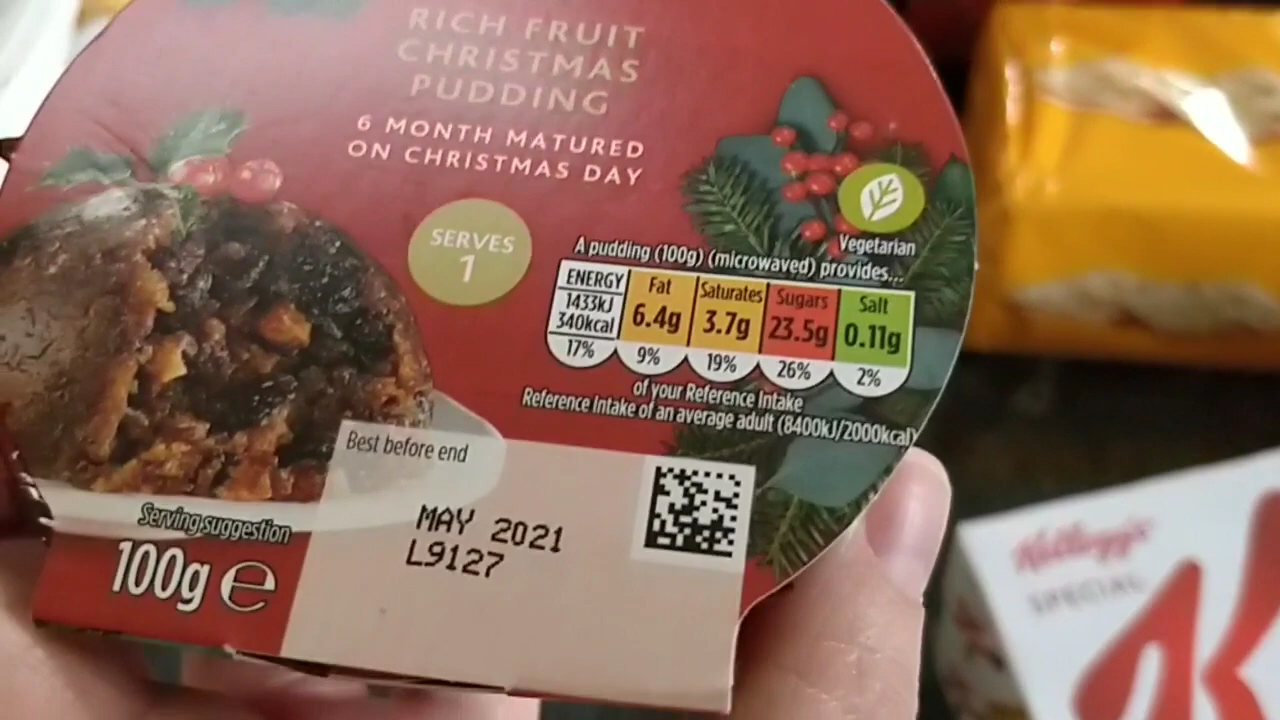 RICH FRUIT
CHRISTMAS
PUDDING
6 MONTH MATURED
ON CHRISTMAS DAY
SERVES
1
Vegetarian
A pudding (100g) (microwaved) provides...
ENERGY
1433kJ
340kcal
17%
Fat
6.4g
9%
Saturates
3.7g
19%
Sugars
23.5g
26%
Salt
0.11g
2%
of your Reference Intake
Reference Intake of an average adult (8400kJ/2000kcal)
Best before end
MAY 2021
L9127
Serving suggestion
100g e
Kellogg's
SPECIAL
K